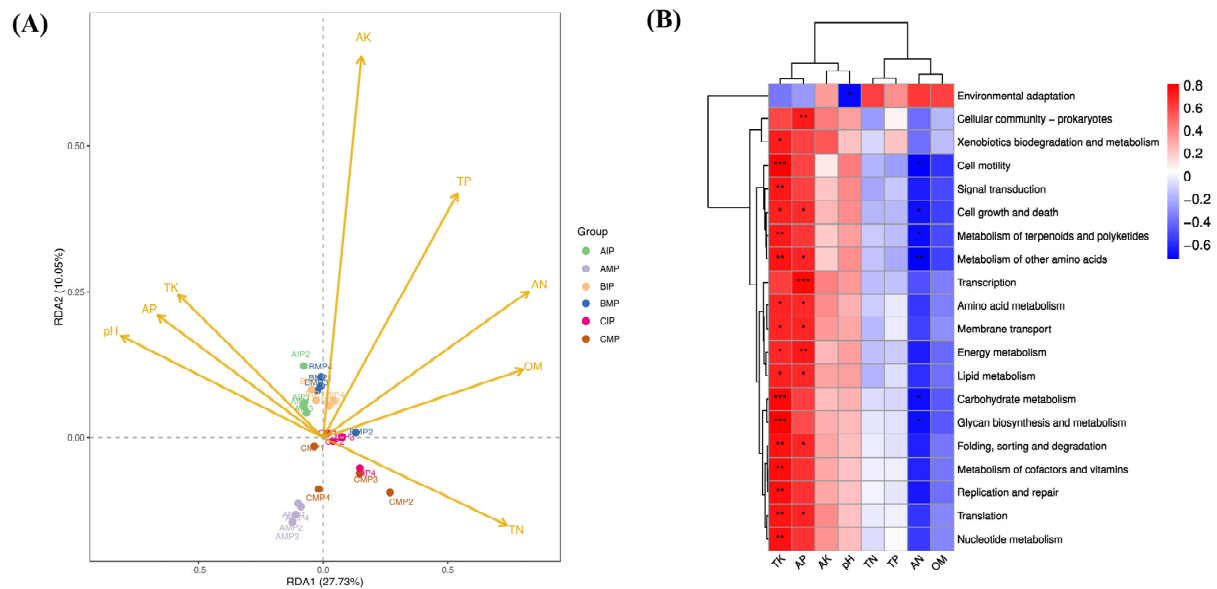 (A)
AK
TP
AN
OM
TN
TK
AP
pH
0.50
0.25
0.00
RDA2 (10.05%)
-0.5
0.0
0.5
RDA1 (27.73%)
AIP2
BMP4
BMP2
CMP1
CMP4
CMP3
CMP2
AMP2
AMP3
Group
AIP
AMP
BIP
BMP
CIP
CMP
(B)
Environmental adaptation
Cellular community − prokaryotes
Xenobiotics biodegradation and metabolism
Cell motility
Signal transduction
Cell growth and death
Metabolism of terpenoids and polyketides
Metabolism of other amino acids
Transcription
Amino acid metabolism
Membrane transport
Energy metabolism
Lipid metabolism
Carbohydrate metabolism
Glycan biosynthesis and metabolism
Folding, sorting and degradation
Metabolism of cofactors and vitamins
Replication and repair
Translation
Nucleotide metabolism
TK AP AK pH TN TP AN OM
0.8
0.6
0.4
0.2
0
−0.2
−0.4
−0.6
*
**
*
*** *
**
* * *
** *
** * **
***
* *
* *
* **
* *
*** *
*** *
** *
**
**
** *
**